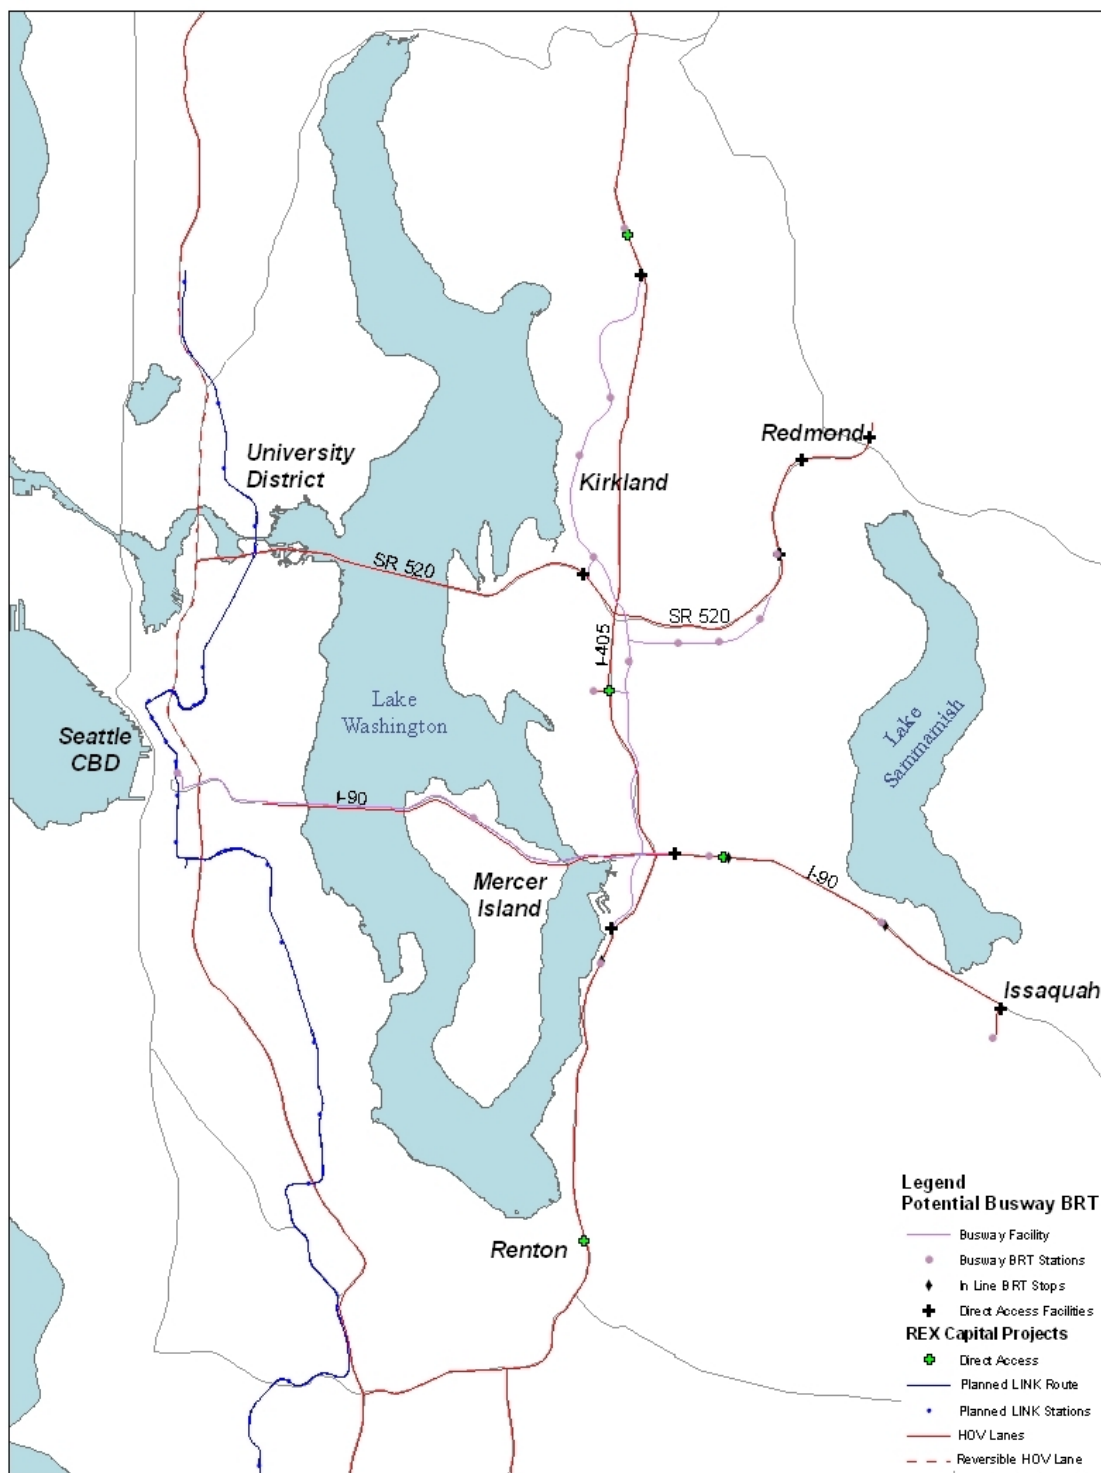 University
District
Redmond
Kirkland
SR 520
SR 520
I-405
Lake
Washington
Lake
Sammamish
Seattle
CBD
I-90
Mercer
Island
I-90
Issaquah
Renton
Legend
Potential Busway BRT
Busway Facility
Busway BRT Stations
In Line BRT Stops
Direct Access Facilities
REX Capital Projects
Direct Access
Planned LINK Route
Planned LINK Stations
HOV Lanes
Reversible HOV Lane